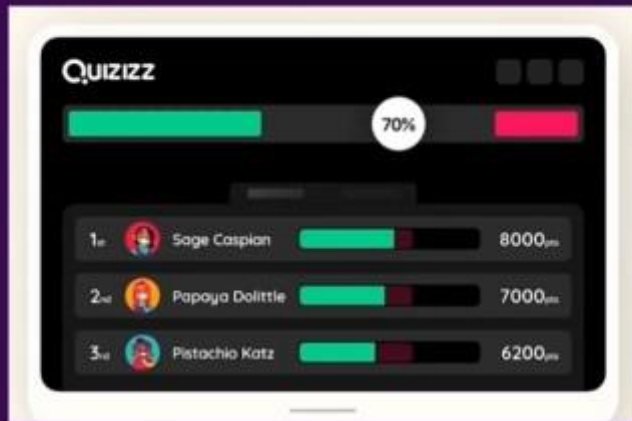 QUIZIZZ
70%
1st Sage Caspian 8000pts
2nd Papaya Dolittle 7000pts
3rd Pistachio Katz 6200pts